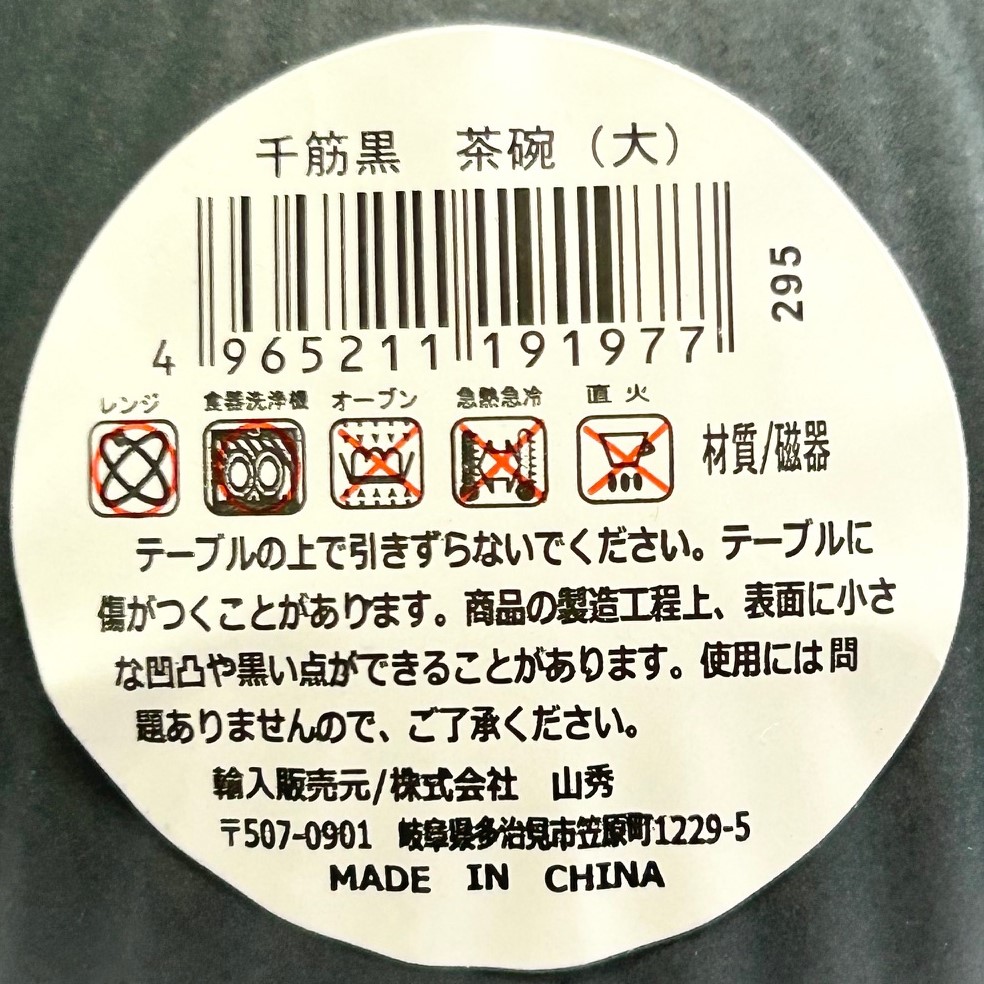 千筋黒　茶碗（大）
295
4 965211 191977
レンジ 食器洗浄機 オーブン 急熱急冷 直火
材質/磁器
テーブルの上で引きずらないでください。テーブルに
傷がつくことがあります。商品の製造工程上、表面に小さ
な凹凸や黒い点ができることがあります。使用には問
題ありませんので、ご了承ください。
輸入販売元/株式会社　山秀
〒507-0901　岐阜県多治見市笠原町1229-5
MADE IN CHINA